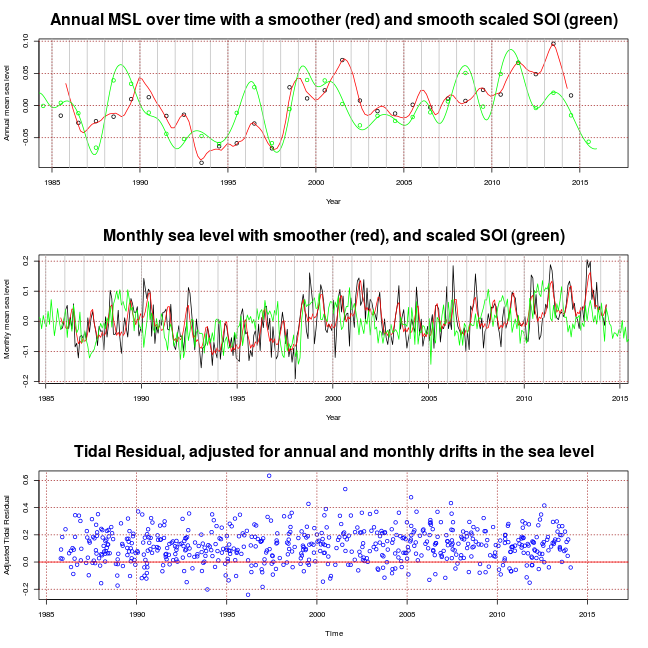 Annual MSL over time with a smoother (red) and smooth scaled SOI (green)
Annual mean sea level
0.10
0.05
0.00
-0.05
1985 1990 1995 2000 2005 2010 2015
Year
Monthly sea level with smoother (red), and scaled SOI (green)
Monthly mean sea level
0.2
0.1
0.0
-0.1
-0.2
1985 1990 1995 2000 2005 2010 2015
Year
Tidal Residual, adjusted for annual and monthly drifts in the sea level
Adjusted Tidal Residual
0.6
0.4
0.2
0.0
-0.2
1985 1990 1995 2000 2005 2010 2015
Time